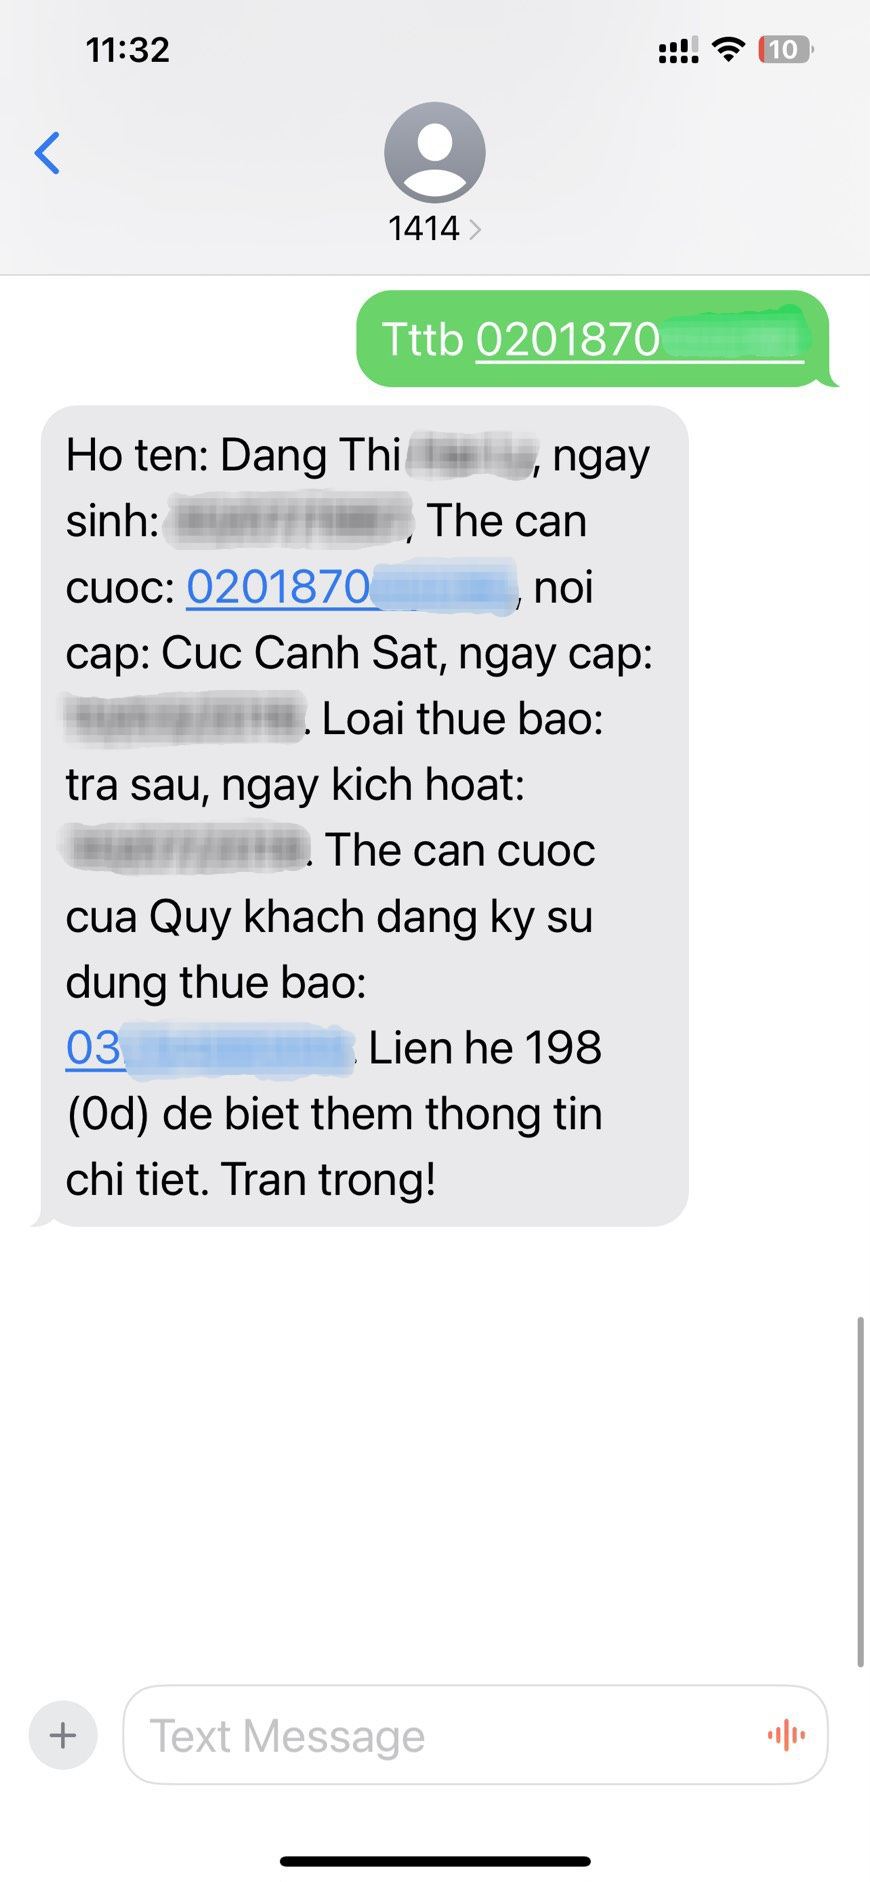 11:32
10
1414
Tttb 0201870
Ho ten: Dang Thi , ngay
sinh: , The can
cuoc: 0201870 , noi
cap: Cuc Canh Sat, ngay cap:
. Loai thue bao:
tra sau, ngay kich hoat:
. The can cuoc
cua Quy khach dang ky su
dung thue bao:
03 . Lien he 198
(0d) de biet them thong tin
chi tiet. Tran trong!
Text Message